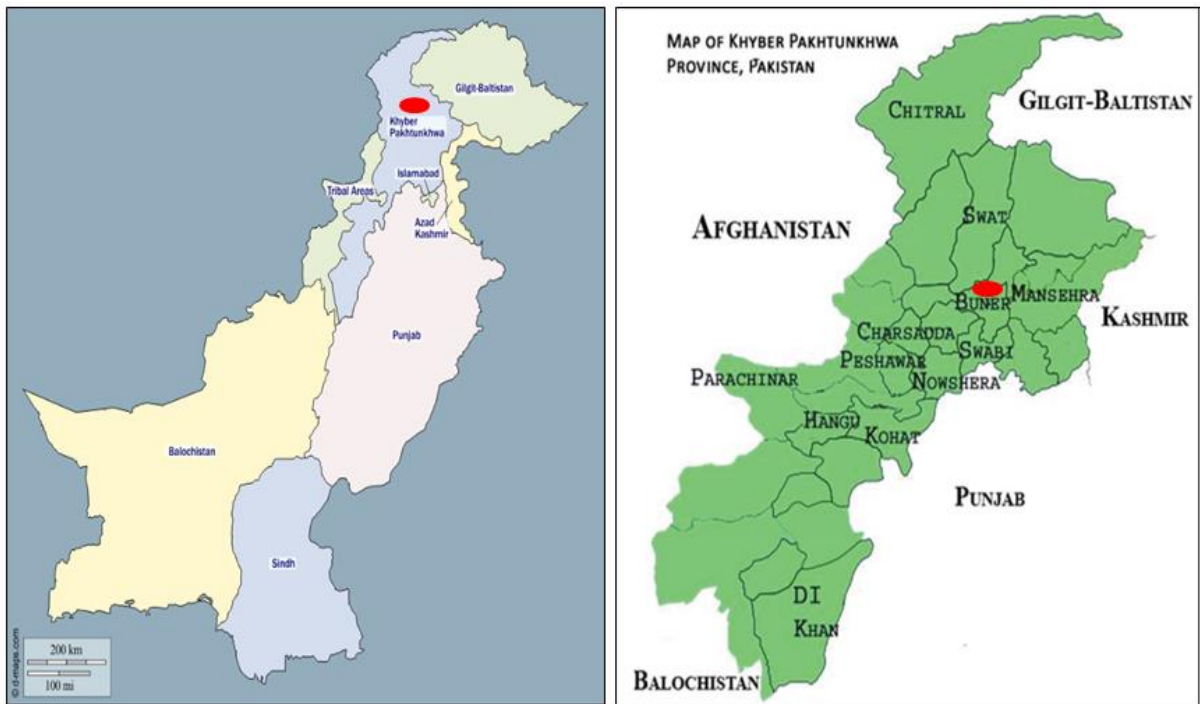 Gilgit-Baltistan
Khyber
Pakhtunkhwa
Islamabad
Tribal Areas
Azad
Kashmir
Punjab
Balochistan
Sindh
200 km
100 mi
© d-maps.com
MAP OF KHYBER PAKHTUNKHWA
PROVINCE, PAKISTAN
GILGIT-BALTISTAN
CHITRAL
AFGHANISTAN
SWAT
BUNER
MANSEHRA
KASHMIR
CHARSADDA
SWABI
PESHAWAR
PARACHINAR
NOWSHERA
HANGU
KOHAT
PUNJAB
DI
KHAN
BALOCHISTAN